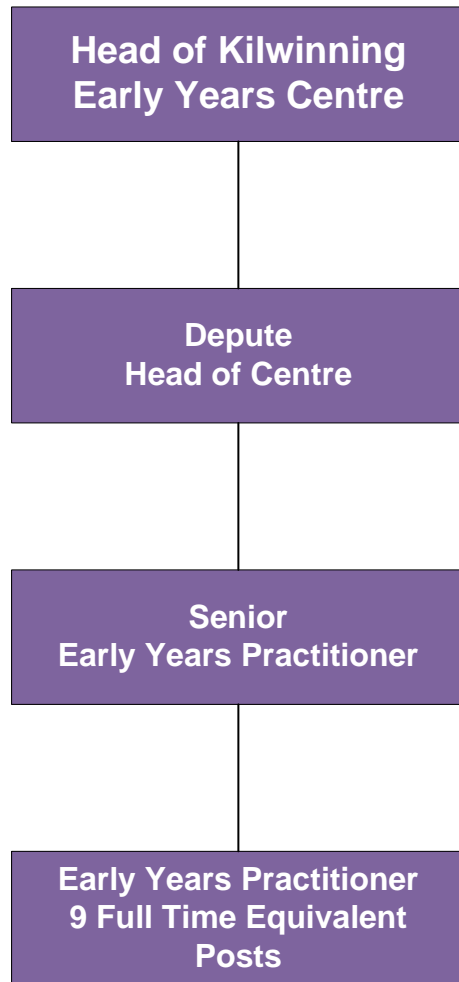 Head of Kilwinning
Early Years Centre
Depute
Head of Centre
Senior
Early Years Practitioner
Early Years Practitioner
9 Full Time Equivalent
Posts